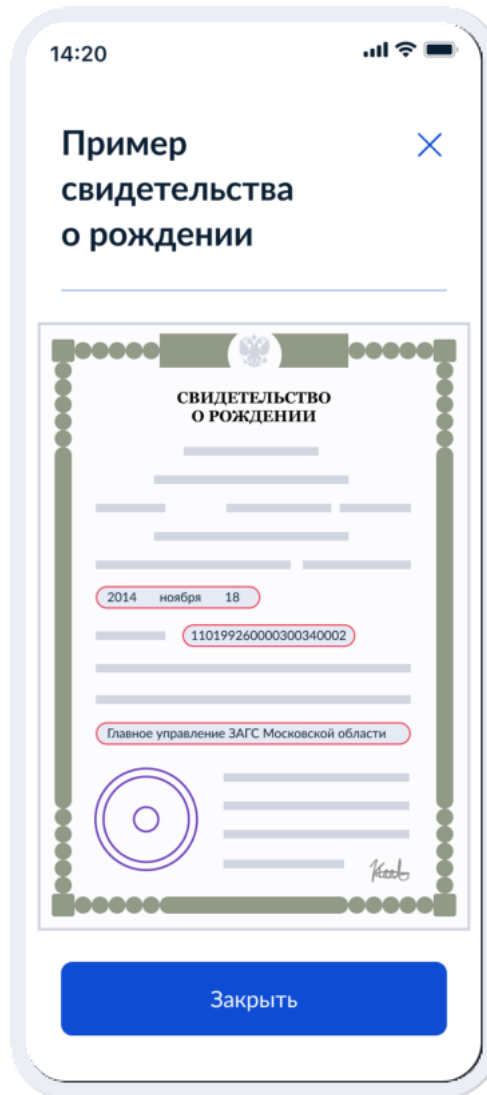 14:20
Пример
свидетельства
о рождении
СВИДЕТЕЛЬСТВО
О РОЖДЕНИИ
2014 ноября 18
110199260000300340002
Главное управление ЗАГС Московской области
Закрыть